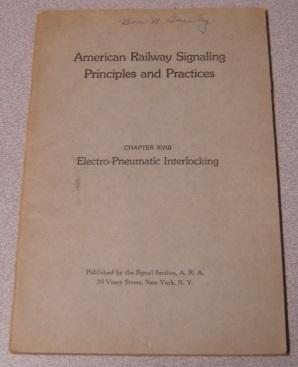 American Railway Signaling
Principles and Practices
CHAPTER XVIII
Electro-Pneumatic Interlocking
Published by the Signal Section, A. R. A.
30 Vesey Street, New York, N. Y.